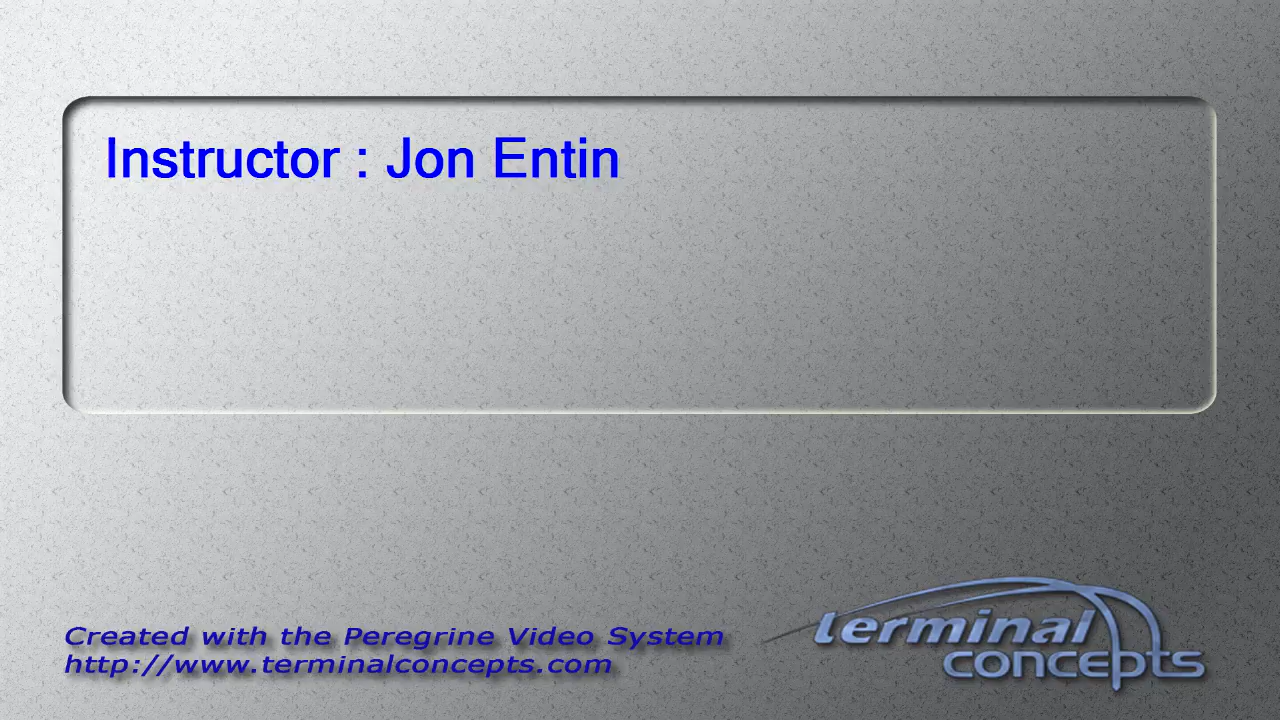 Instructor : Jon Entin
Created with the Peregrine Video System
http://www.terminalconcepts.com
terminal
concepts